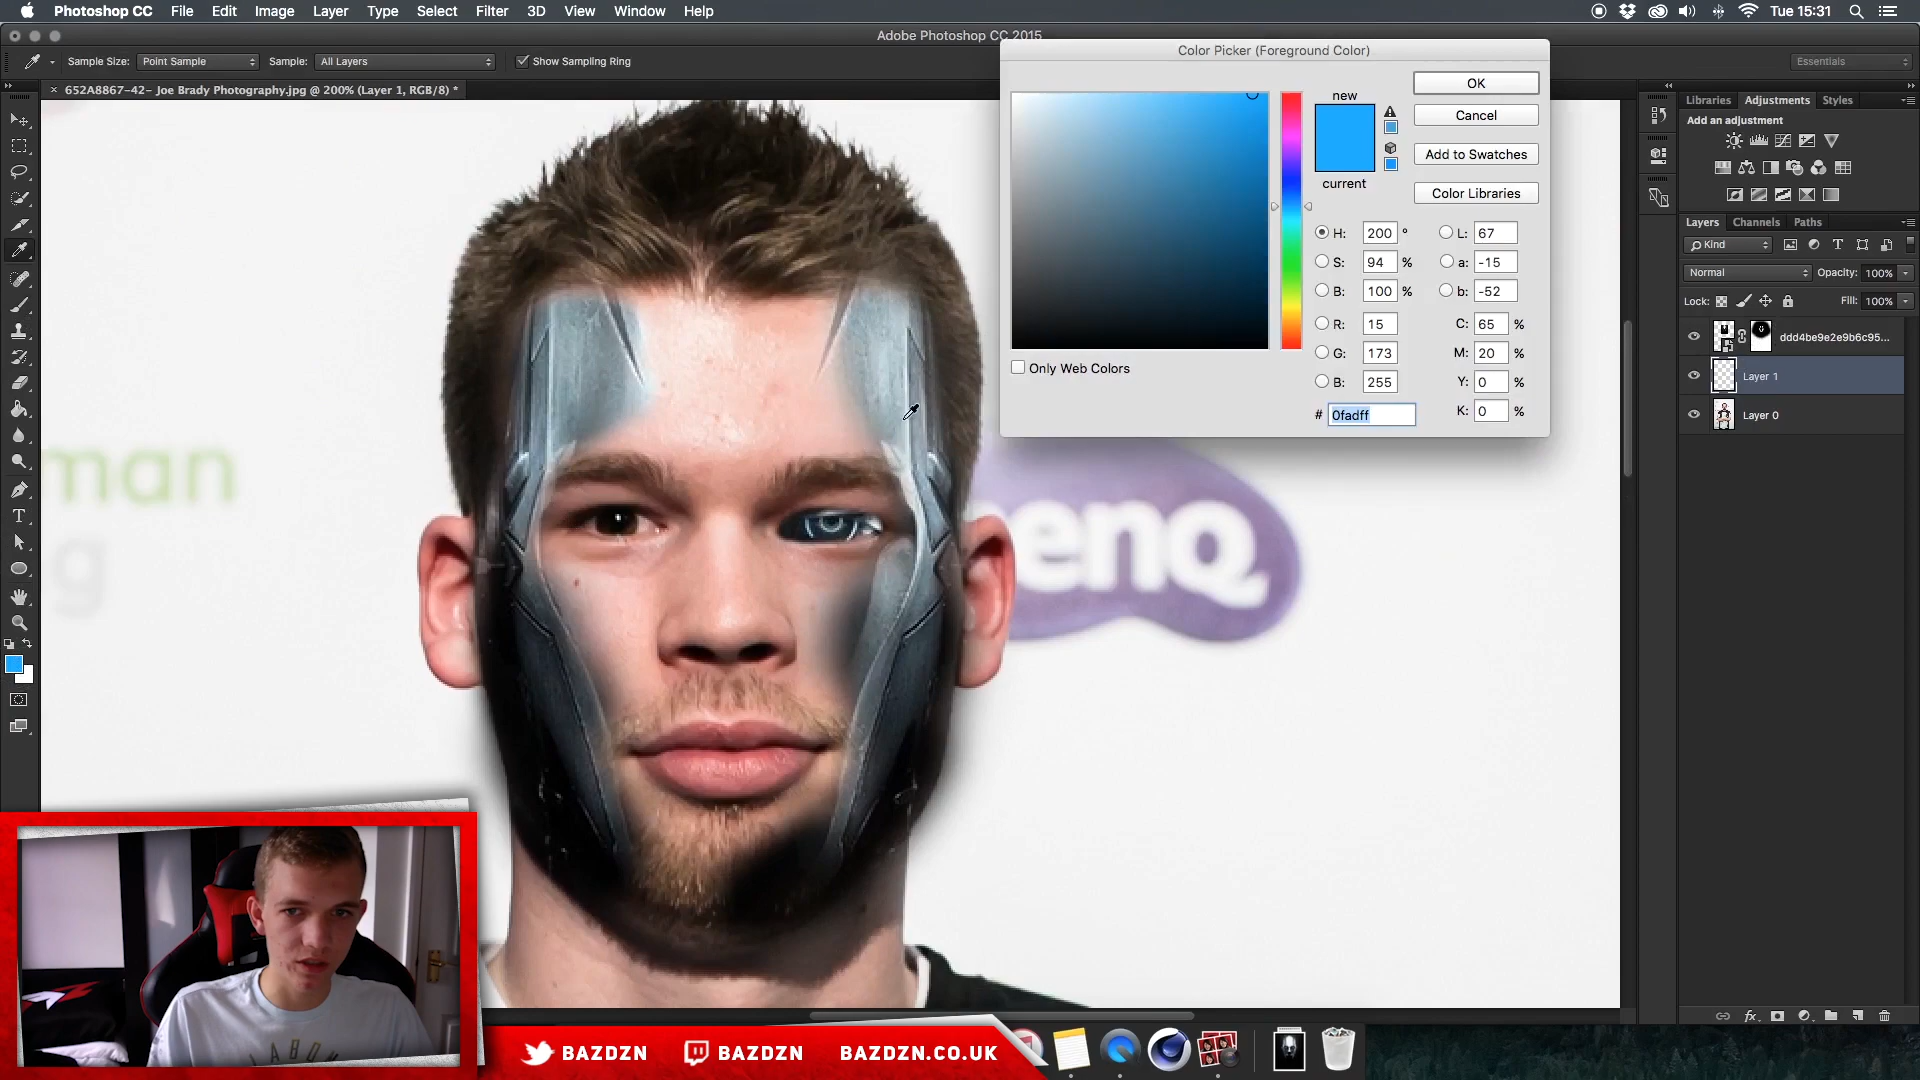 Photoshop CC File Edit Image Layer Type Select Filter 3D View Window Help Tue 15:31
Adobe Photoshop CC 2015
Sample Size: Point Sample Sample: All Layers Show Sampling Ring Essentials
652A8867-42- Joe Brady Photography.jpg @ 200% (Layer 1, RGB/8) *
Color Picker (Foreground Color)
new
current
OK
Cancel
Add to Swatches
Color Libraries
H: 200 ° L: 67
S: 94 % a: -15
B: 100 % b: -52
R: 15 C: 65 %
G: 173 M: 20 %
B: 255 Y: 0 %
# 0fadff K: 0 %
Only Web Colors
Libraries Adjustments Styles
Add an adjustment
Layers Channels Paths
Kind
Normal Opacity: 100%
Lock: Fill: 100%
ddd4be9e2e9b6c95...
Layer 1
Layer 0
man
g
enQ
BAZDZN BAZDZN BAZDZN.CO.UK